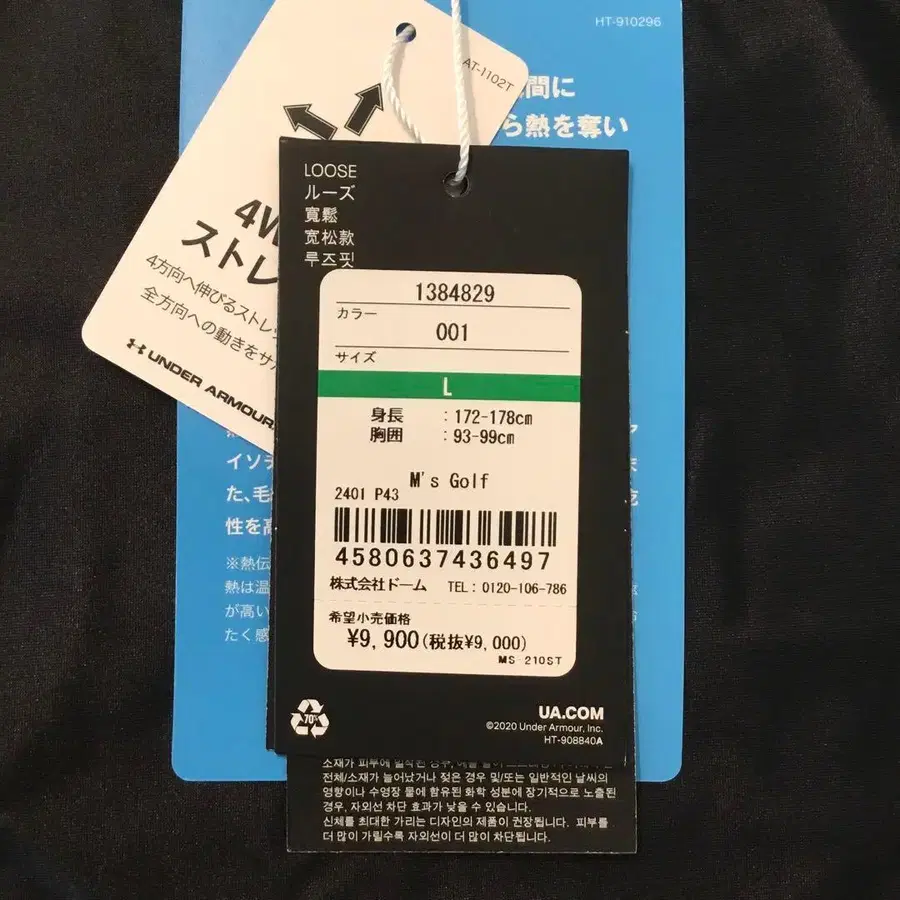 HT-910296
間に
ら熱を奪い
AT-1102T
4W
ストレ
4方向へ伸びるストレッ
全方向への動きをサポ
UNDER ARMOUR
LOOSE
ルーズ
寬鬆
宽松款
루즈핏
1384829
カラー
001
サイズ
L
身長 :172-178cm
胸囲 :93-99cm
M's Golf
2401 P43
4580637436497
株式会社ドーム TEL:0120-106-786
希望小売価格
¥9,900(税抜¥9,000)
MS-210ST
70%
UA.COM
©2020 Under Armour, Inc.
HT-908840A
イソ
た、毛
性を高
※熱伝
熱は温
が高い
たく感
전체/소재가 늘어났거나 젖은 경우 및/또는 일반적인 날씨의
영향이나 수영장 물에 함유된 화학 성분에 장기적으로 노출된
경우, 자외선 차단 효과가 낮을 수 있습니다.
신체를 최대한 가리는 디자인의 제품이 권장됩니다. 피부를
더 많이 가릴수록 자외선이 더 많이 차단됩니다.